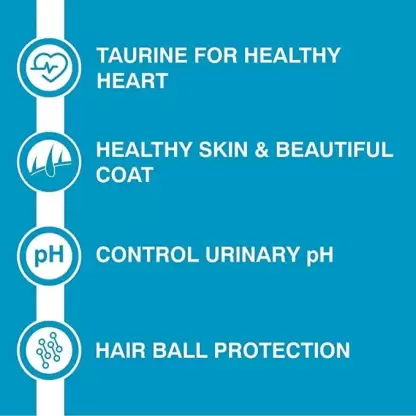 TAURINE FOR HEALTHY
HEART
HEALTHY SKIN & BEAUTIFUL
COAT
pH
CONTROL URINARY pH
HAIR BALL PROTECTION